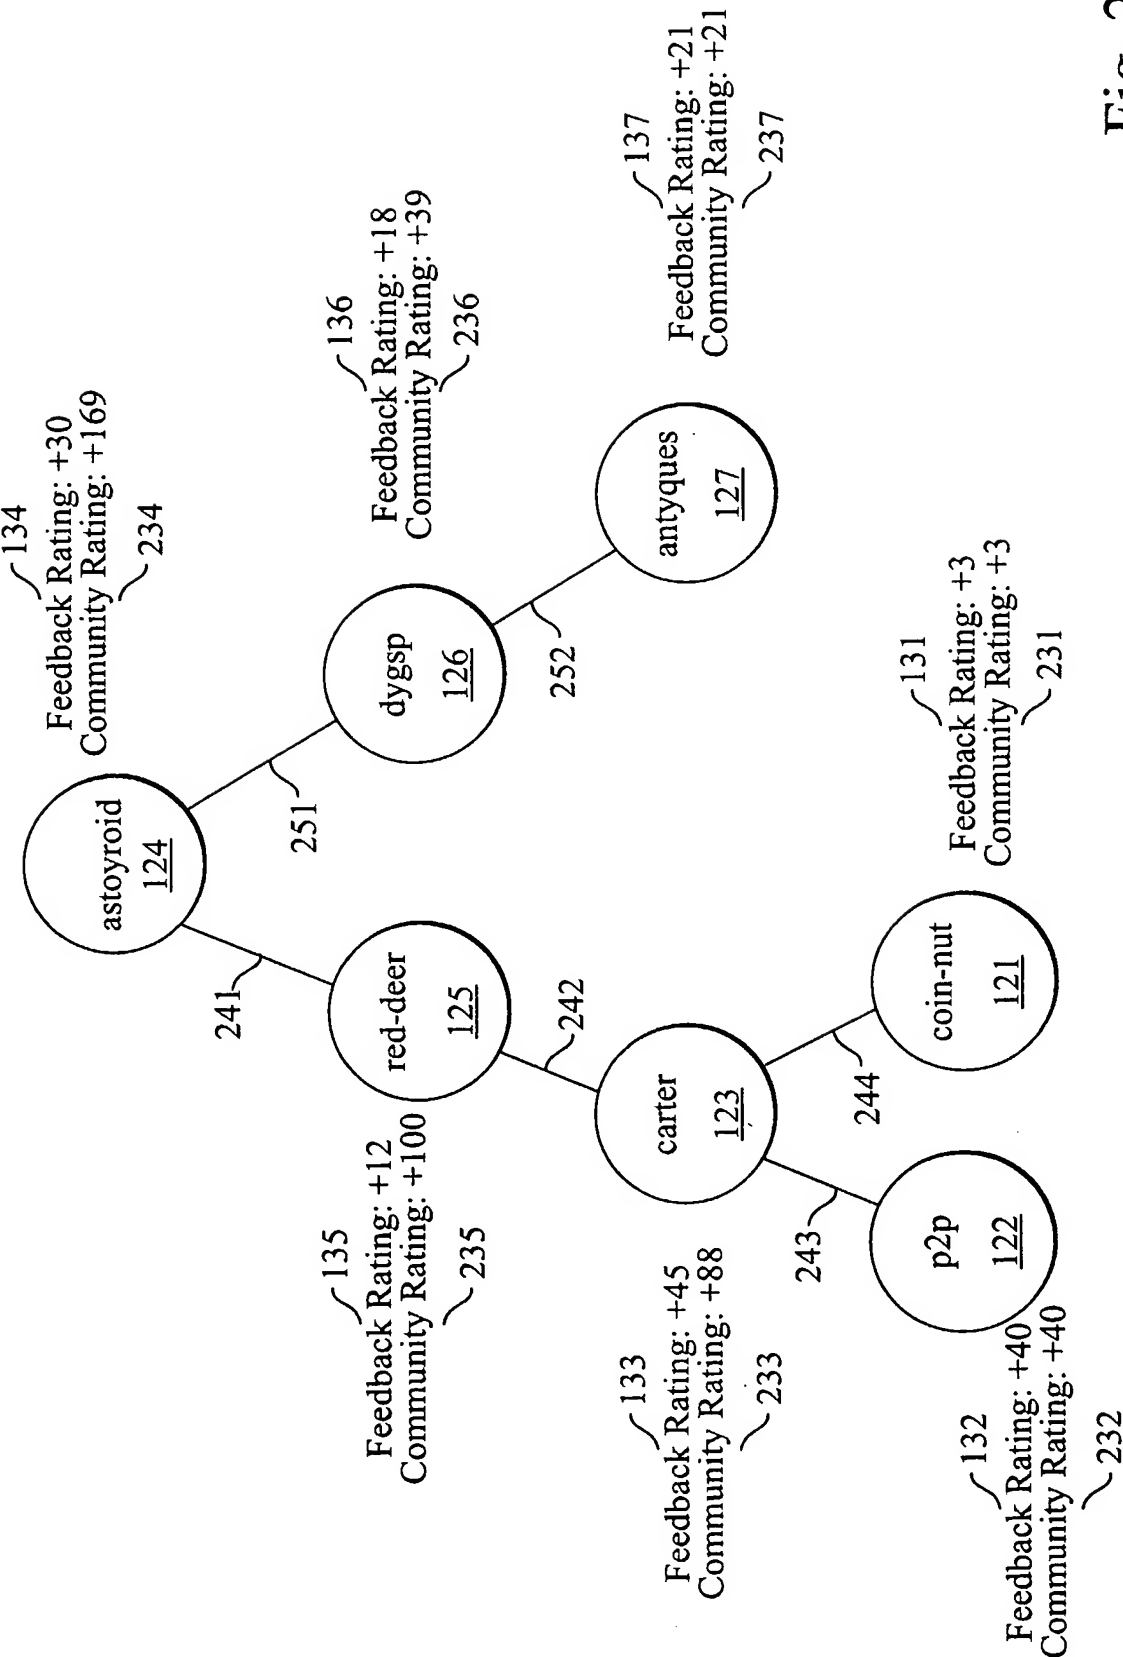 134
Feedback Rating: +30
Community Rating: +169
234
astoyroid
124
241
251
135
Feedback Rating: +12
Community Rating: +100
235
red-deer
125
dygsp
126
136
Feedback Rating: +18
Community Rating: +39
236
242
252
133
Feedback Rating: +45
Community Rating: +88
233
carter
123
antyques
127
137
Feedback Rating: +21
Community Rating: +21
237
243
244
132
Feedback Rating: +40
Community Rating: +40
232
p2p
122
coin-nut
121
131
Feedback Rating: +3
Community Rating: +3
231
Fig. 2